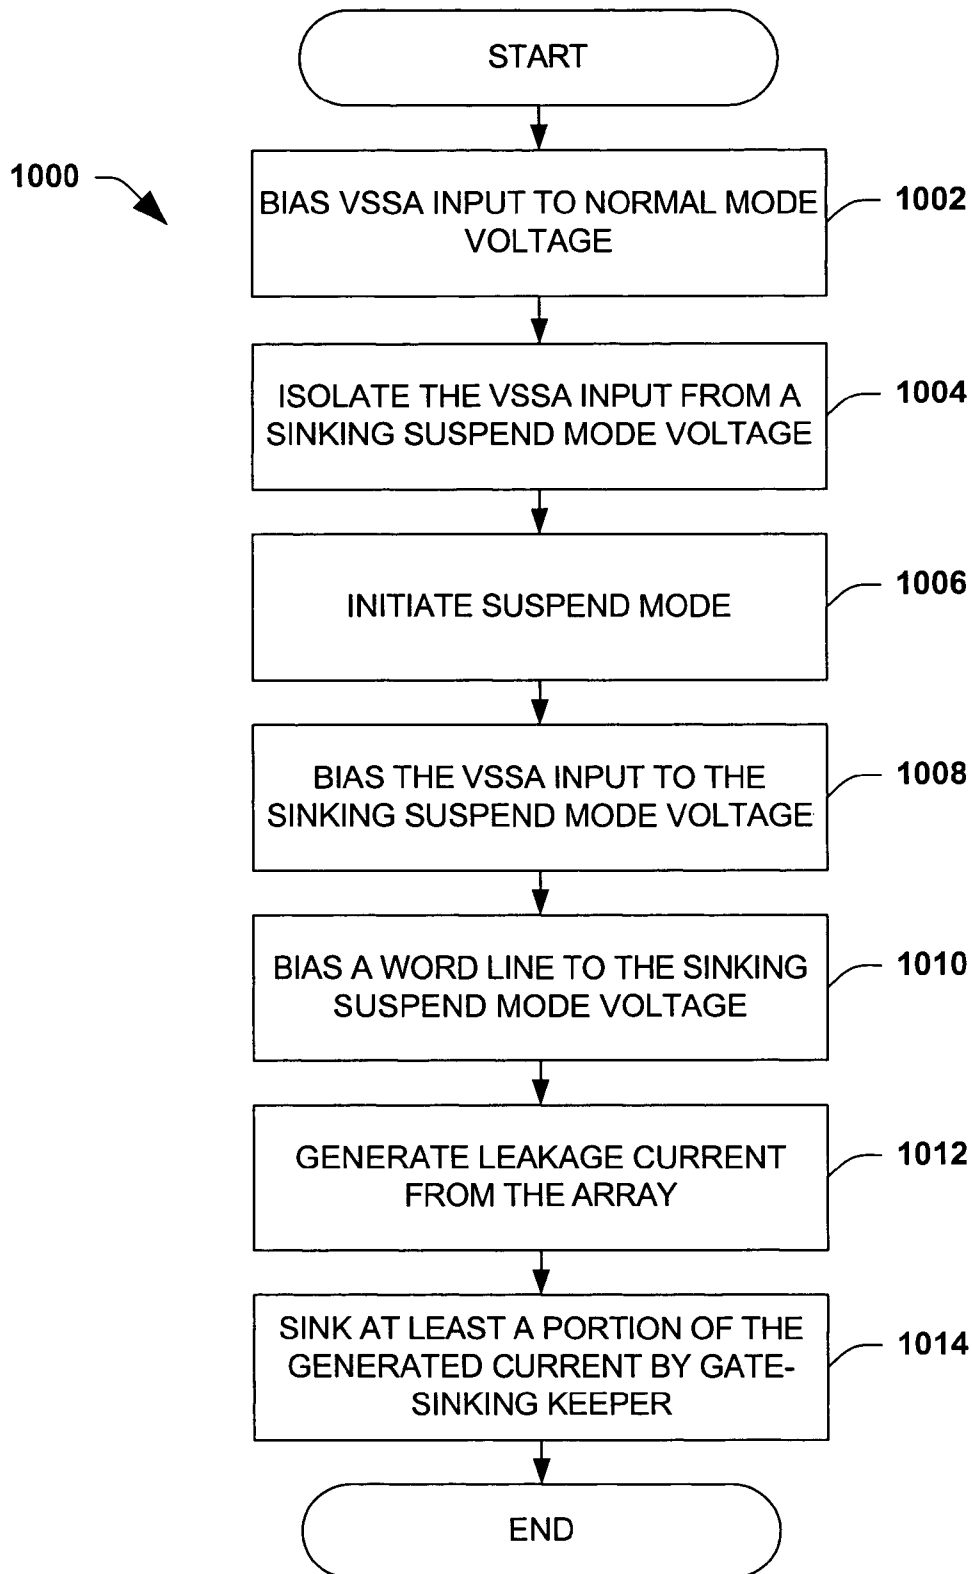 START
1000
BIAS VSSA INPUT TO NORMAL MODE
VOLTAGE
1002
ISOLATE THE VSSA INPUT FROM A
SINKING SUSPEND MODE VOLTAGE
1004
INITIATE SUSPEND MODE
1006
BIAS THE VSSA INPUT TO THE
SINKING SUSPEND MODE VOLTAGE
1008
BIAS A WORD LINE TO THE SINKING
SUSPEND MODE VOLTAGE
1010
GENERATE LEAKAGE CURRENT
FROM THE ARRAY
1012
SINK AT LEAST A PORTION OF THE
GENERATED CURRENT BY GATE-
SINKING KEEPER
1014
END